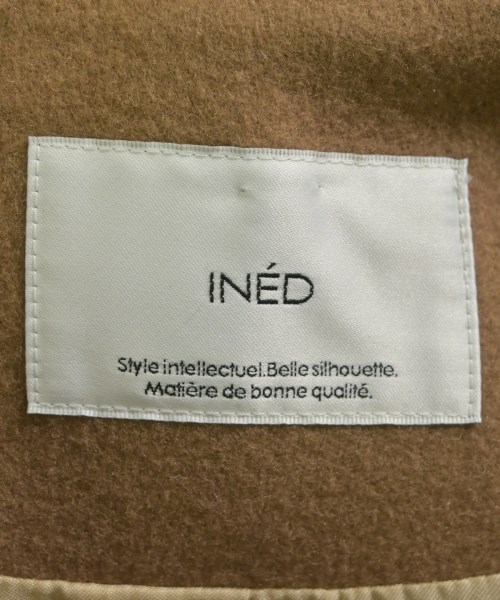 INÉD
Style intellectuel.Belle silhouette.
Matière de bonne qualité.